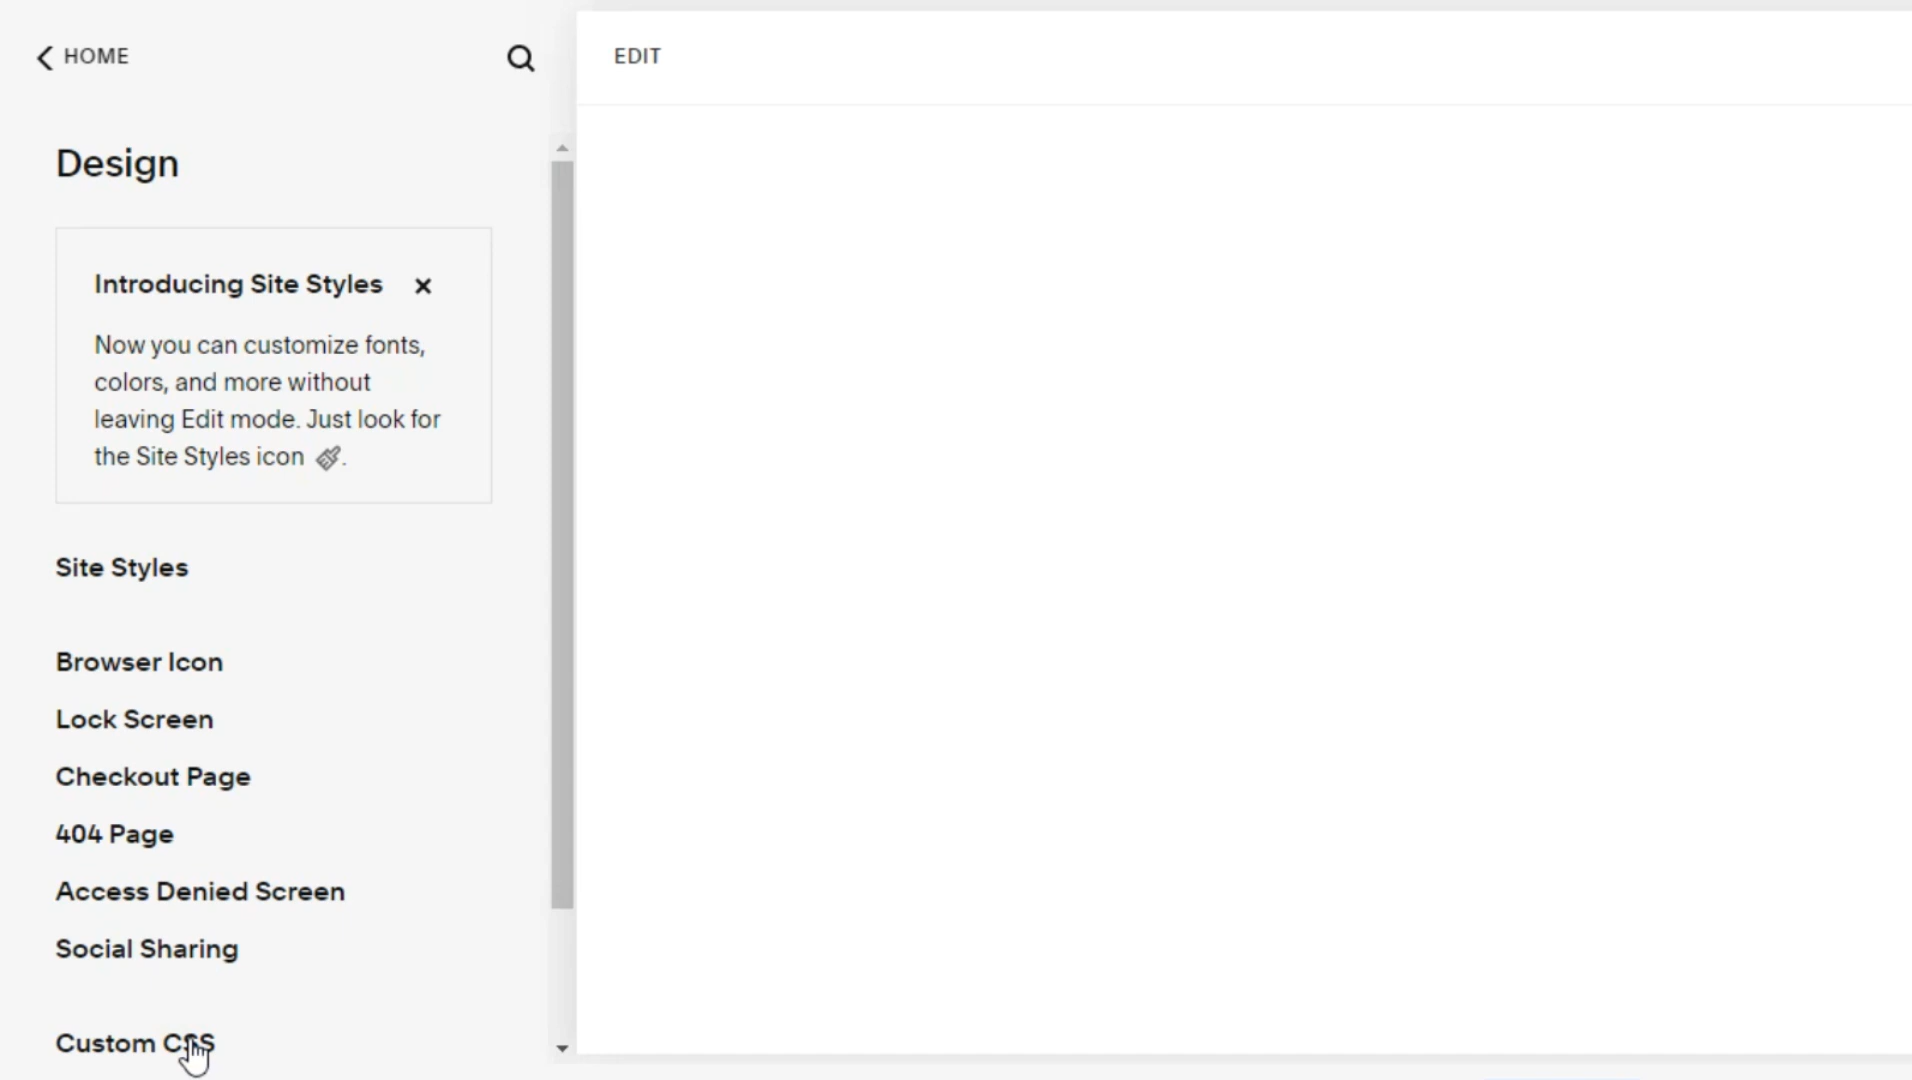 HOME
EDIT
Design
Introducing Site Styles
Now you can customize fonts,
colors, and more without
leaving Edit mode. Just look for
the Site Styles icon .
Site Styles
Browser Icon
Lock Screen
Checkout Page
404 Page
Access Denied Screen
Social Sharing
Custom CSS